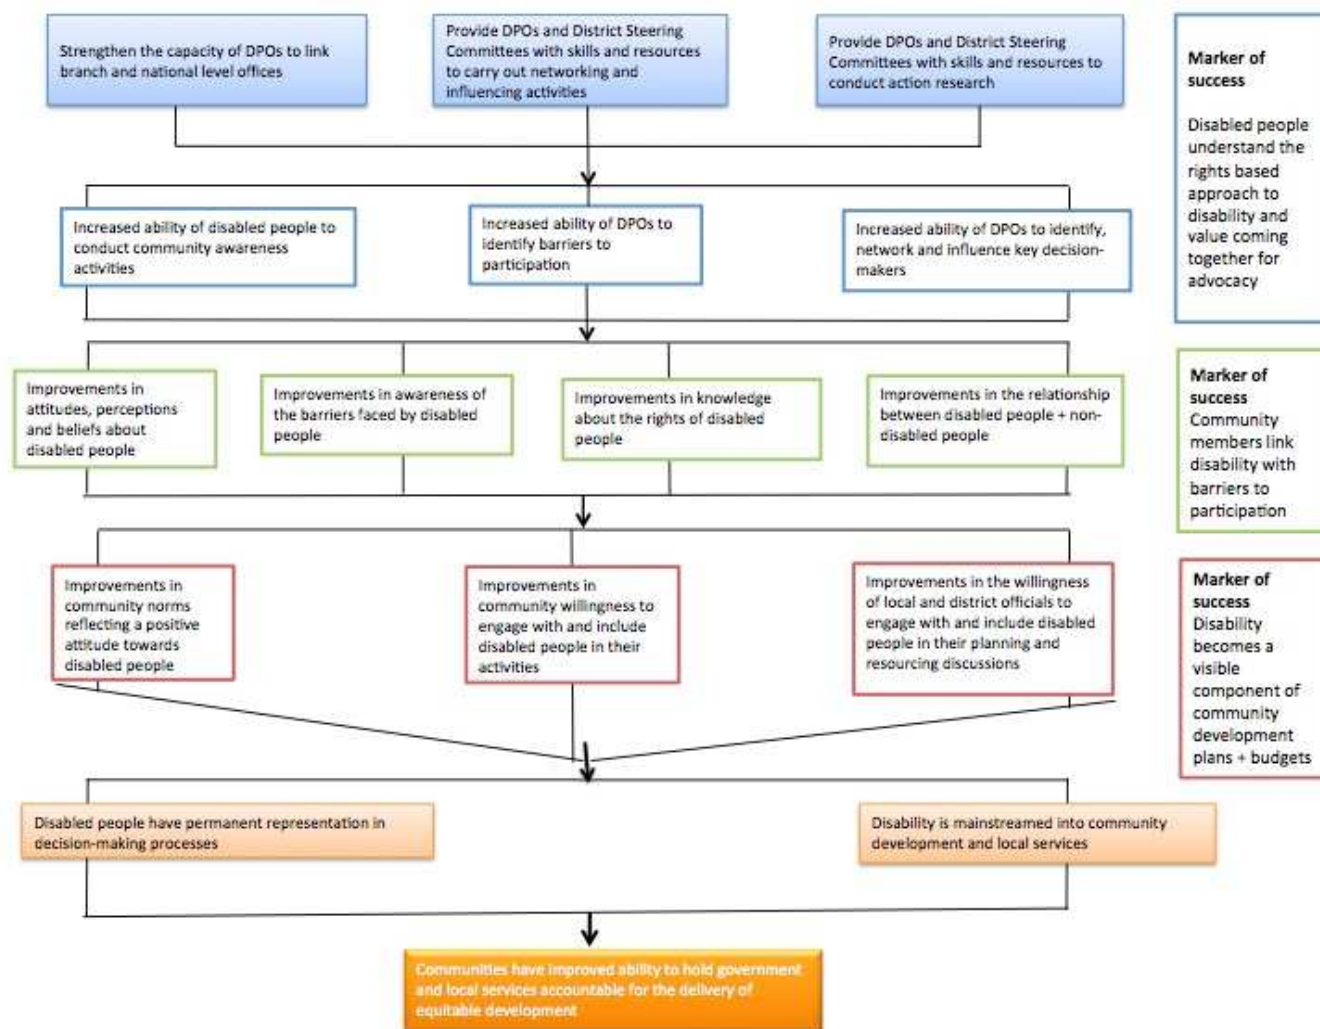 Strengthen the capacity of DPOs to link
branch and national level offices
Provide DPOs and District Steering
Committees with skills and resources
to carry out networking and
influencing activities
Provide DPOs and District Steering
Committees with skills and resources to
conduct action research
Marker of
success
Disabled people
understand the
rights based
approach to
disability and
value coming
together for
advocacy
Increased ability of disabled people to
conduct community awareness
activities
Increased ability of DPOs to
identify barriers to
participation
Increased ability of DPOs to identify,
network and influence key decision-
makers
Improvements in
attitudes, perceptions
and beliefs about
disabled people
Improvements in awareness of
the barriers faced by disabled
people
Improvements in knowledge
about the rights of disabled
people
Improvements in the relationship
between disabled people + non-
disabled people
Marker of
success
Community
members link
disability with
barriers to
participation
Improvements in
community norms
reflecting a positive
attitude towards
disabled people
Improvements in
community willingness to
engage with and include
disabled people in their
activities
Improvements in the willingness
of local and district officials to
engage with and include disabled
people in their planning and
resourcing discussions
Marker of
success
Disability
becomes a
visible
component of
community
development
plans + budgets
Disabled people have permanent representation in
decision-making processes
Disability is mainstreamed into community
development and local services
Communities have improved ability to hold government
and local services accountable for the delivery of
equitable development